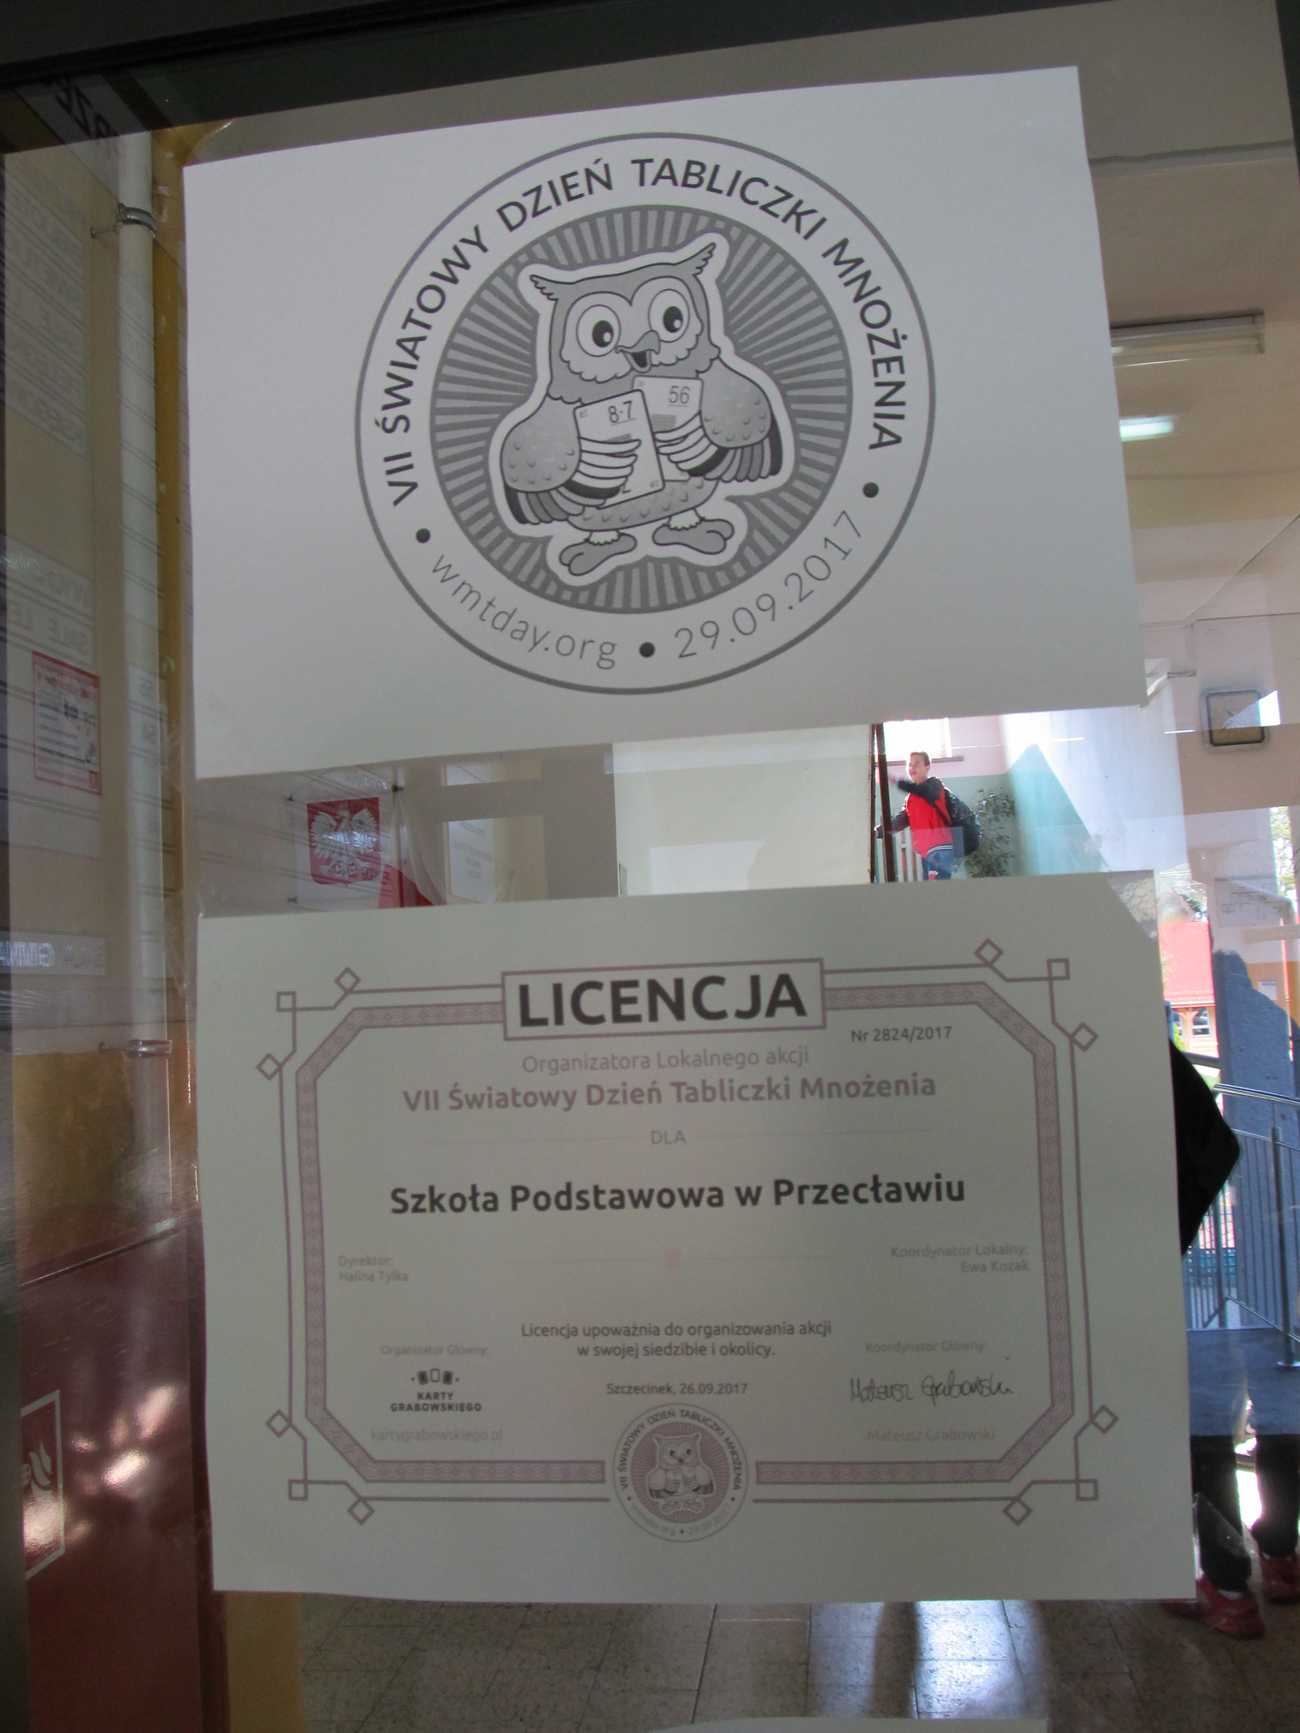 VII ŚWIATOWY DZIEŃ TABLICZKI MNOŻENIA
8·7
56
wmtday.org • 29.09.2017
LICENCJA
Nr 2824/2017
Organizatora Lokalnego akcji
VII Światowy Dzień Tabliczki Mnożenia
DLA
Szkoła Podstawowa w Przecławiu
Dyrektor:
Halina Tylka
Koordynator Lokalny:
Ewa Kozak
Licencja upoważnia do organizowania akcji
w swojej siedzibie i okolicy.
Organizator Główny:
KARTY
GRABOWSKIEGO
kartygrabowskiego.pl
Szczecinek, 26.09.2017
Koordynator Główny:
Mateusz Grabowski
Mateusz Grabowski
VII ŚWIATOWY DZIEŃ TABLICZKI MNOŻENIA